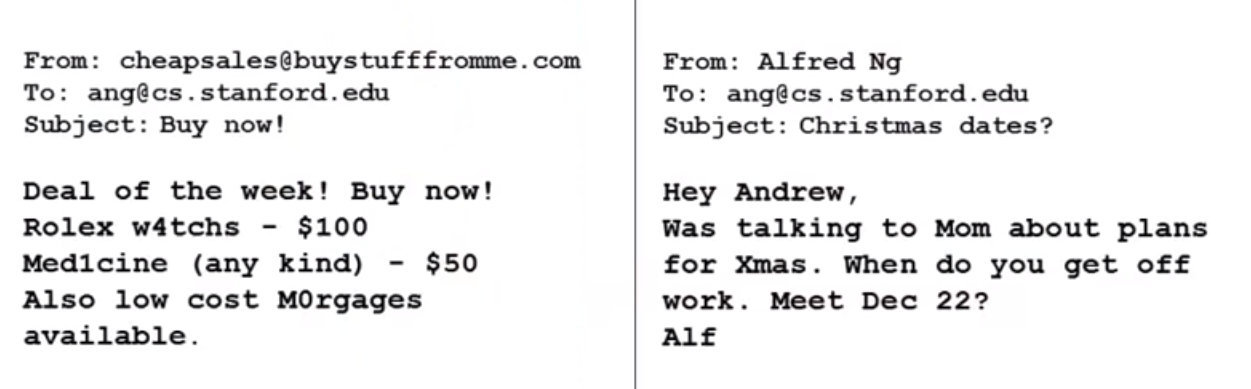 From: cheapsales@buystufffromme.com
To: ang@cs.stanford.edu
Subject: Buy now!
Deal of the week! Buy now!
Rolex w4tchs - $100
Med1cine (any kind) - $50
Also low cost M0rgages
available.
From: Alfred Ng
To: ang@cs.stanford.edu
Subject: Christmas dates?
Hey Andrew,
Was talking to Mom about plans
for Xmas. When do you get off
work. Meet Dec 22?
Alf